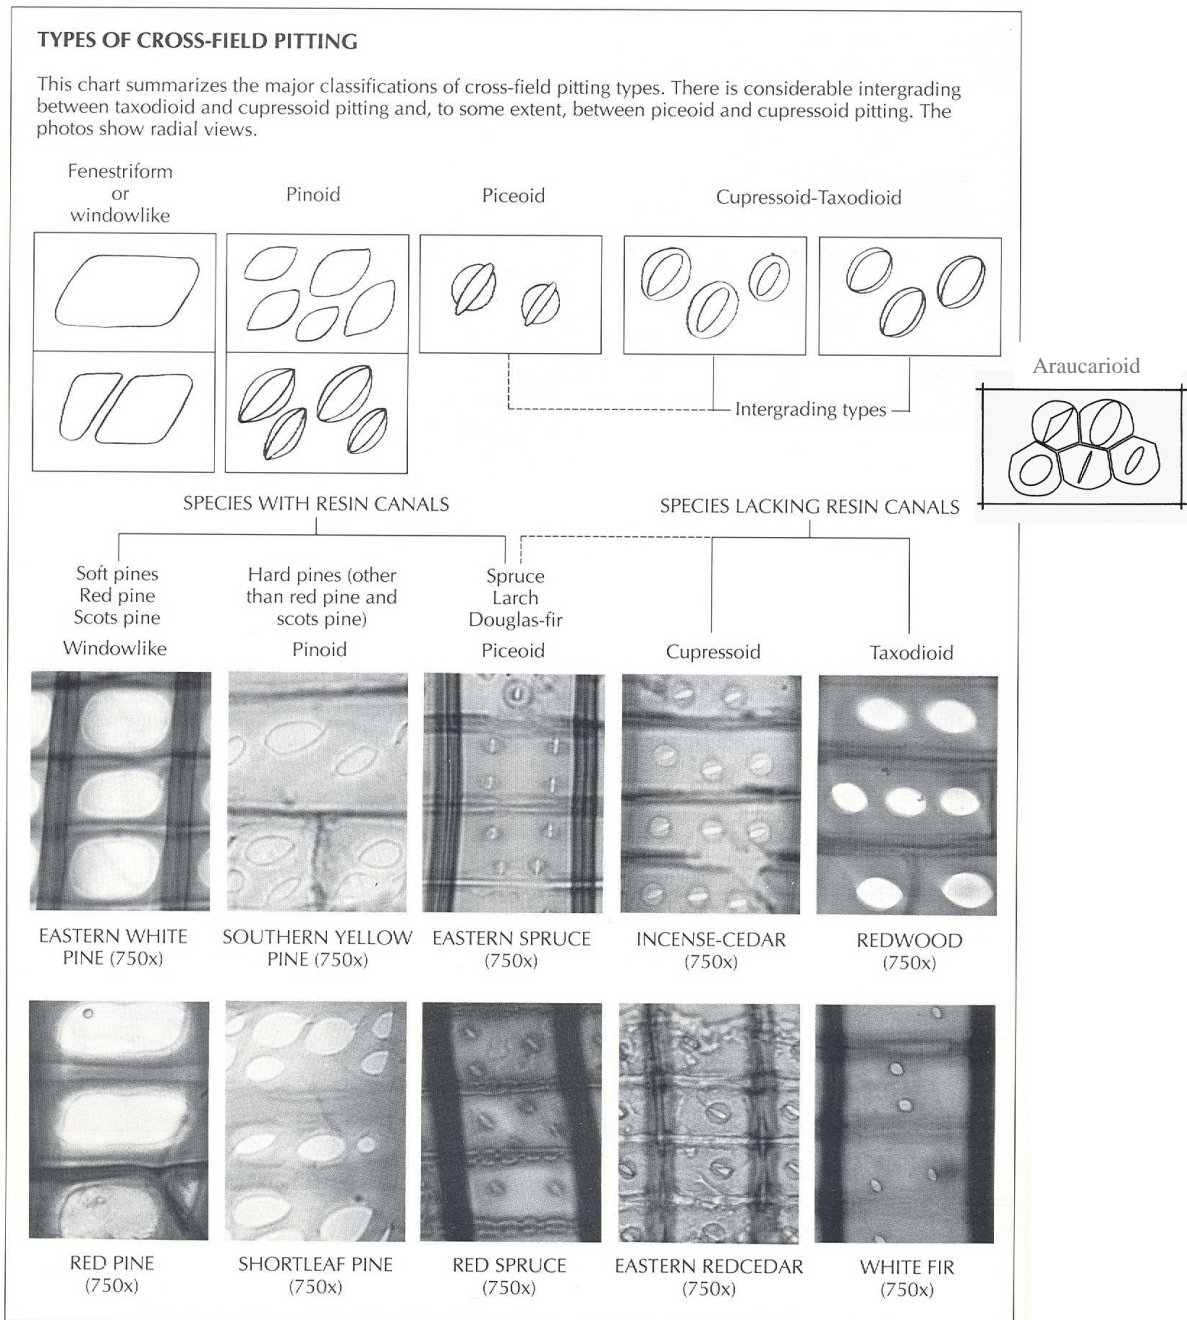 TYPES OF CROSS-FIELD PITTING
This chart summarizes the major classifications of cross-field pitting types. There is considerable intergrading
between taxodioid and cupressoid pitting and, to some extent, between piceoid and cupressoid pitting. The
photos show radial views.
Fenestriform
or
windowlike
Pinoid
Piceoid
Cupressoid-Taxodioid
Araucarioid
Intergrading types
SPECIES WITH RESIN CANALS
SPECIES LACKING RESIN CANALS
Soft pines
Red pine
Scots pine
Windowlike
Hard pines (other
than red pine and
scots pine)
Pinoid
Spruce
Larch
Douglas-fir
Piceoid
Cupressoid
Taxodioid
EASTERN WHITE
PINE (750x)
SOUTHERN YELLOW
PINE (750x)
EASTERN SPRUCE
(750x)
INCENSE-CEDAR
(750x)
REDWOOD
(750x)
RED PINE
(750x)
SHORTLEAF PINE
(750x)
RED SPRUCE
(750x)
EASTERN REDCEDAR
(750x)
WHITE FIR
(750x)